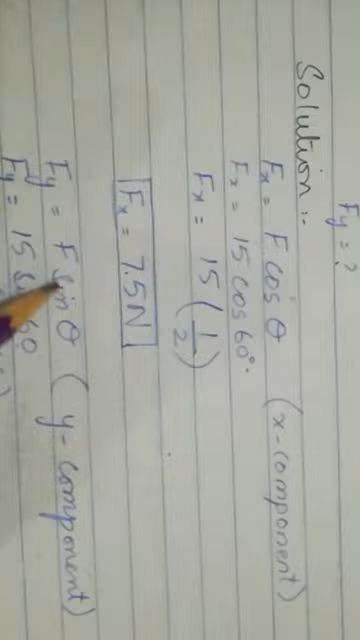 Fy = ?
Solution :-
Fx = F cos θ (x-component)
Fx = 15 cos 60°.
Fx = 15 (1/2)
Fx = 7.5N
Fy = F sin θ (y-component)
Fy = 15 60